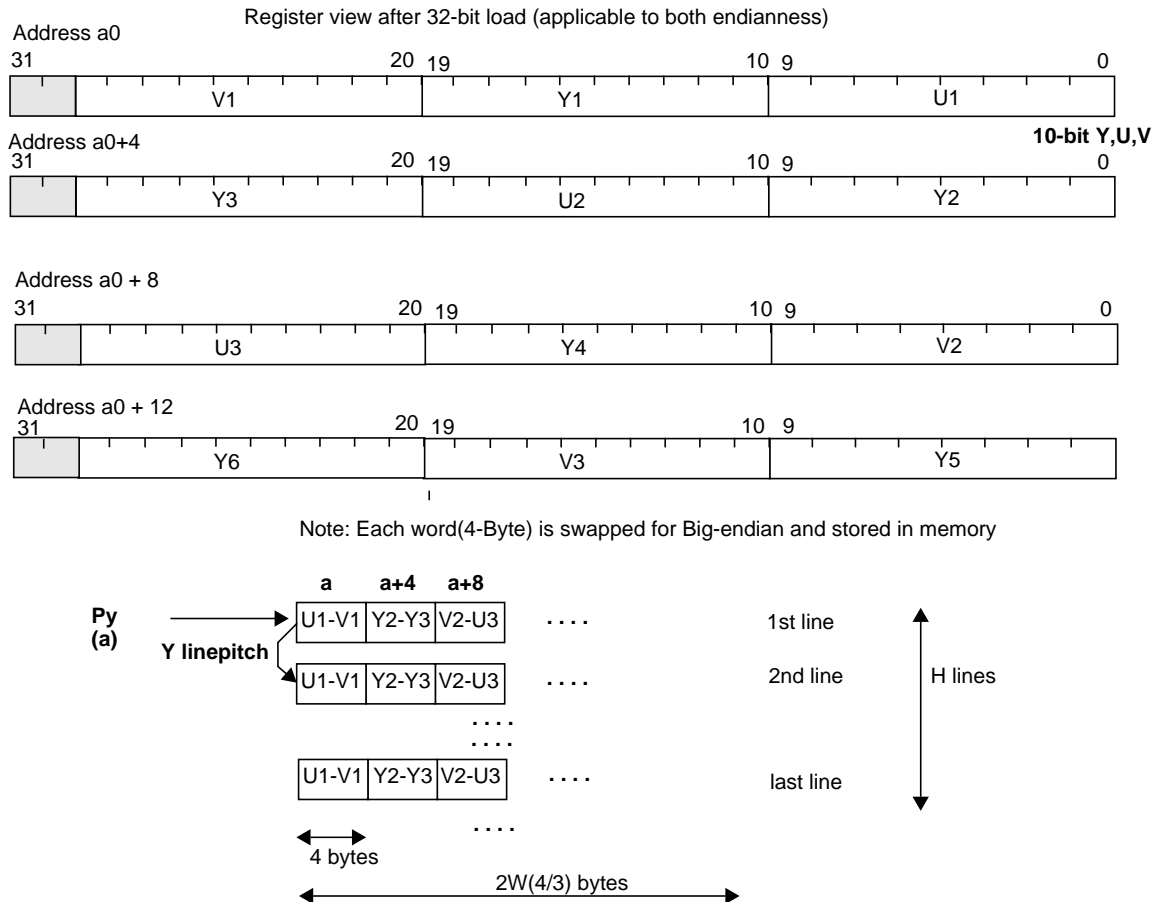 Register view after 32-bit load (applicable to both endianness)
Address a0
31 20 19 10 9 0
V1 Y1 U1
Address a0+4 10-bit Y,U,V
31 20 19 10 9 0
Y3 U2 Y2
Address a0 + 8
31 20 19 10 9 0
U3 Y4 V2
Address a0 + 12
31 20 19 10 9
Y6 V3 Y5
Note: Each word(4-Byte) is swapped for Big-endian and stored in memory
a a+4 a+8
Py U1-V1 Y2-Y3 V2-U3 .... 1st line
(a)
Y linepitch
U1-V1 Y2-Y3 V2-U3 .... 2nd line H lines
....
....
U1-V1 Y2-Y3 V2-U3 .... last line
....
4 bytes
2W(4/3) bytes